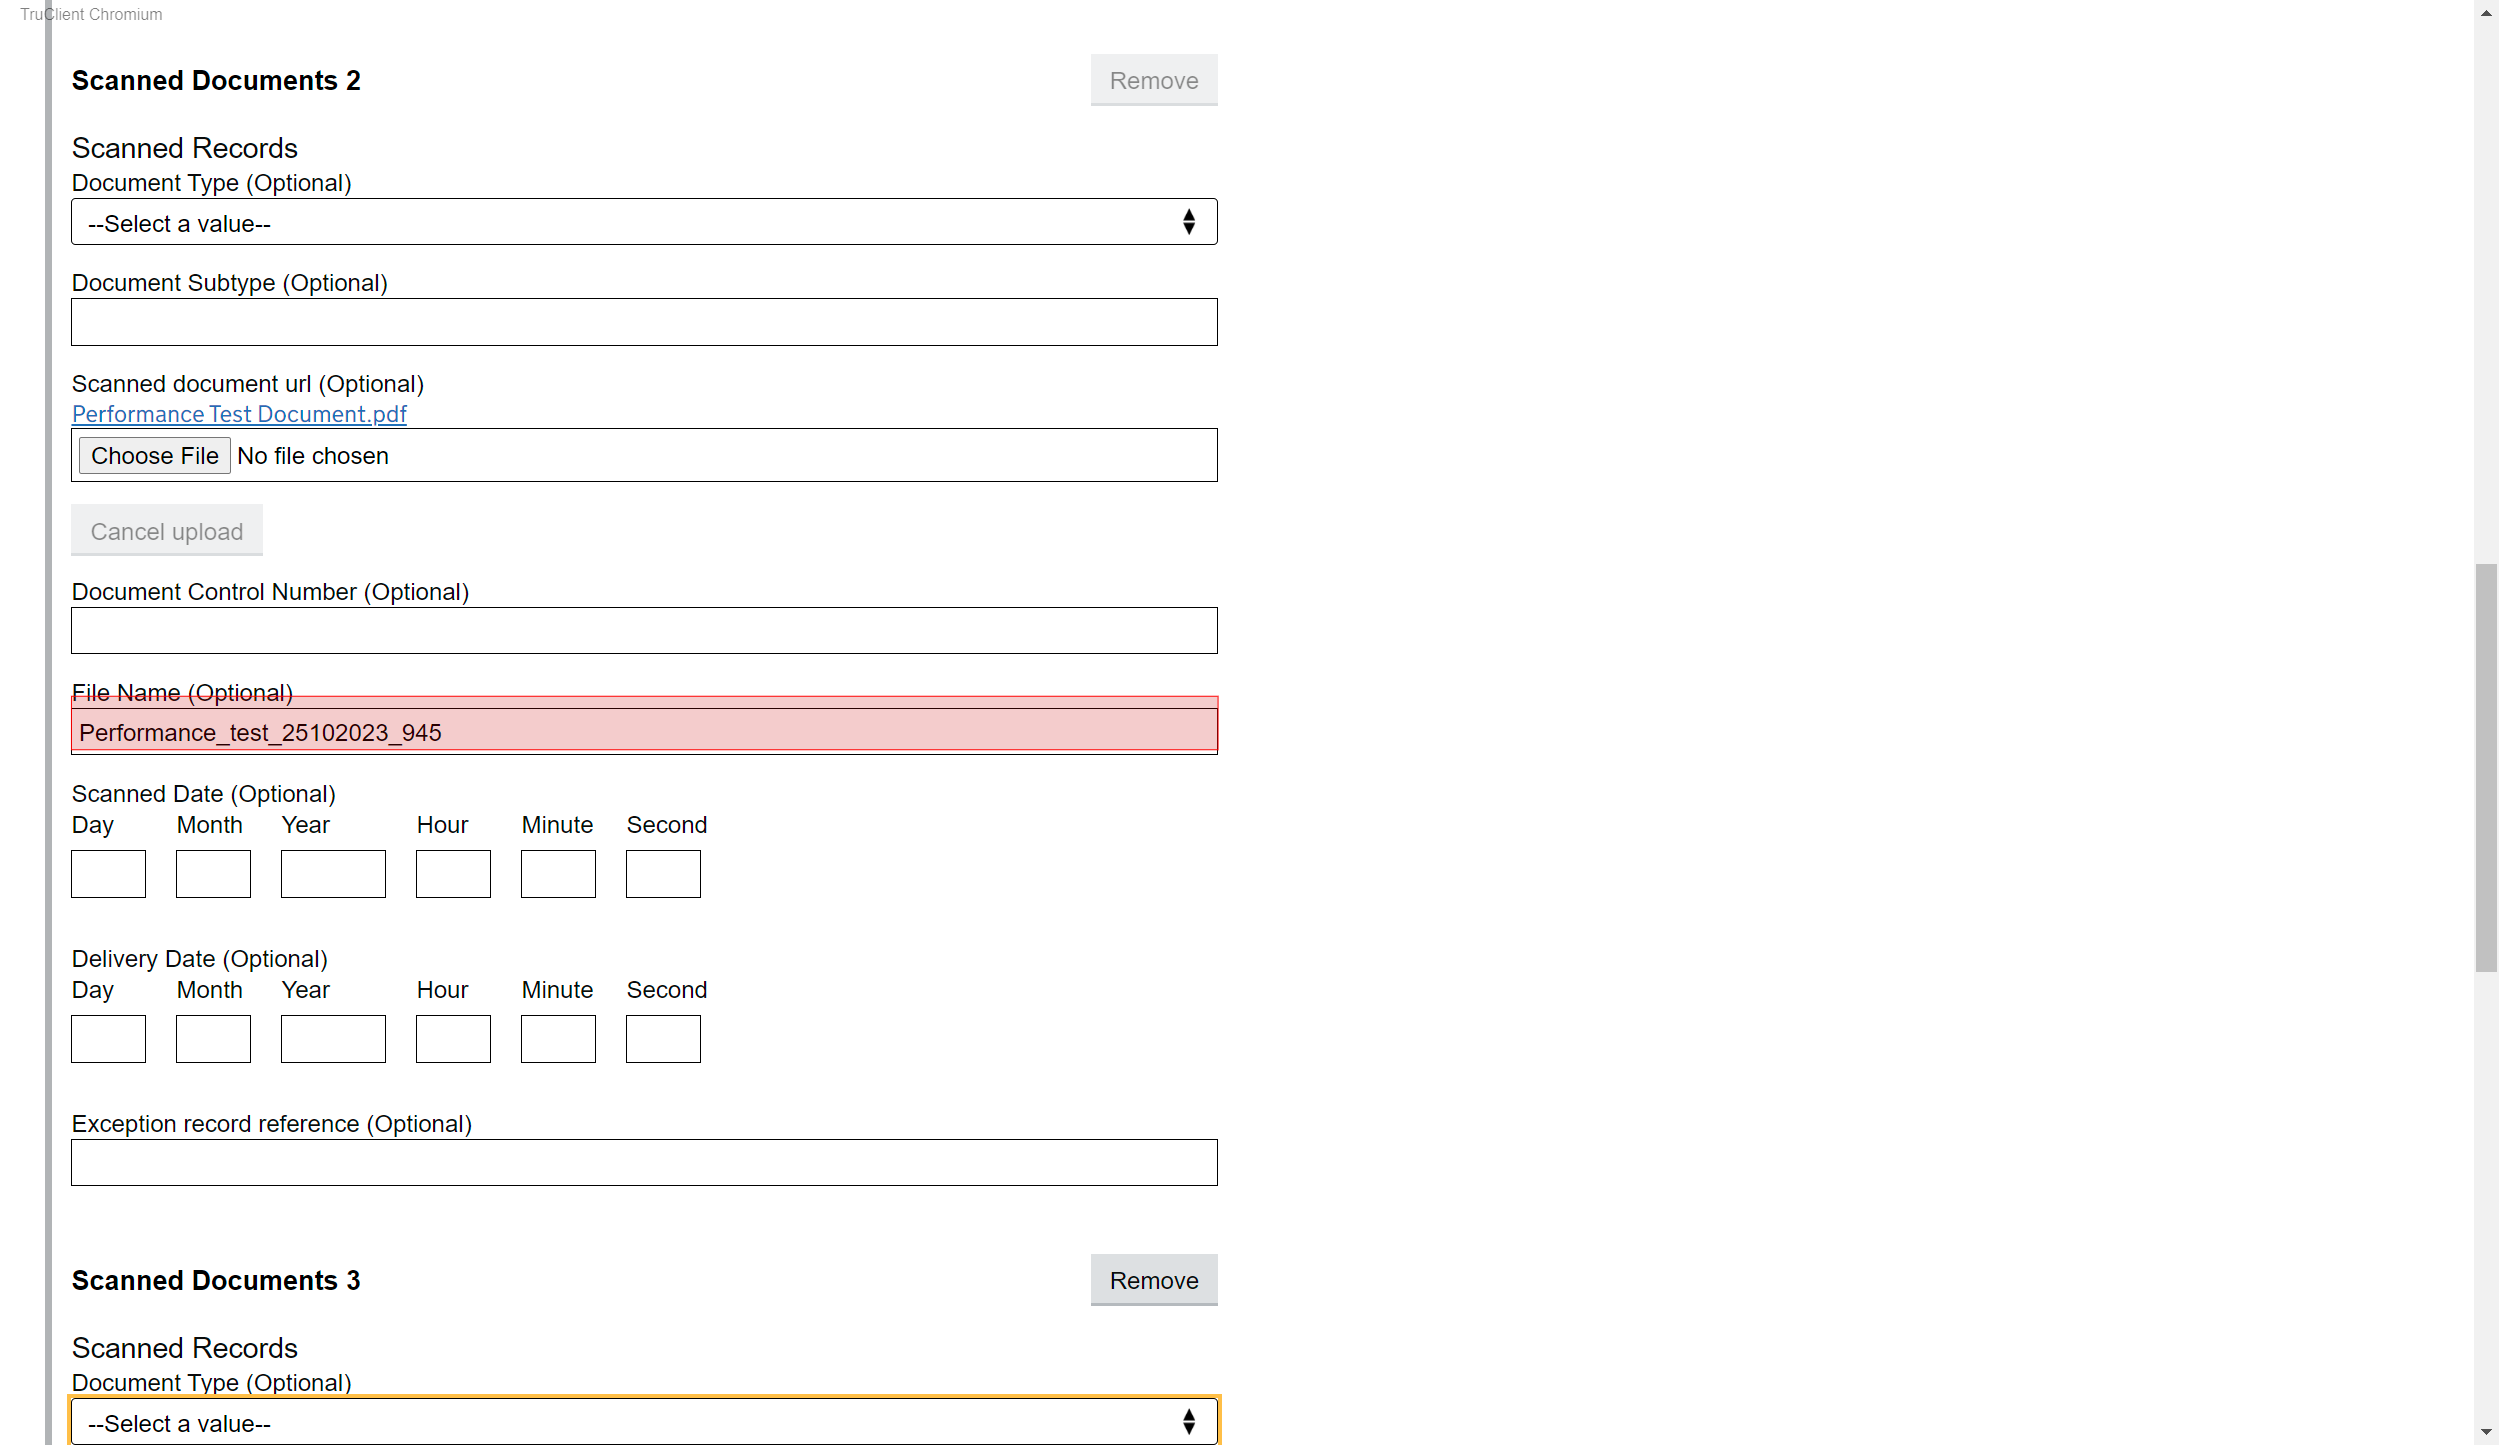 TruClient Chromium
Scanned Documents 2 Remove
Scanned Records
Document Type (Optional)
--Select a value--
Document Subtype (Optional)
Scanned document url (Optional)
Performance Test Document.pdf
Choose File No file chosen
Cancel upload
Document Control Number (Optional)
File Name (Optional)
Performance_test_25102023_945
Scanned Date (Optional)
Day Month Year Hour Minute Second
Delivery Date (Optional)
Day Month Year Hour Minute Second
Exception record reference (Optional)
Scanned Documents 3 Remove
Scanned Records
Document Type (Optional)
--Select a value--